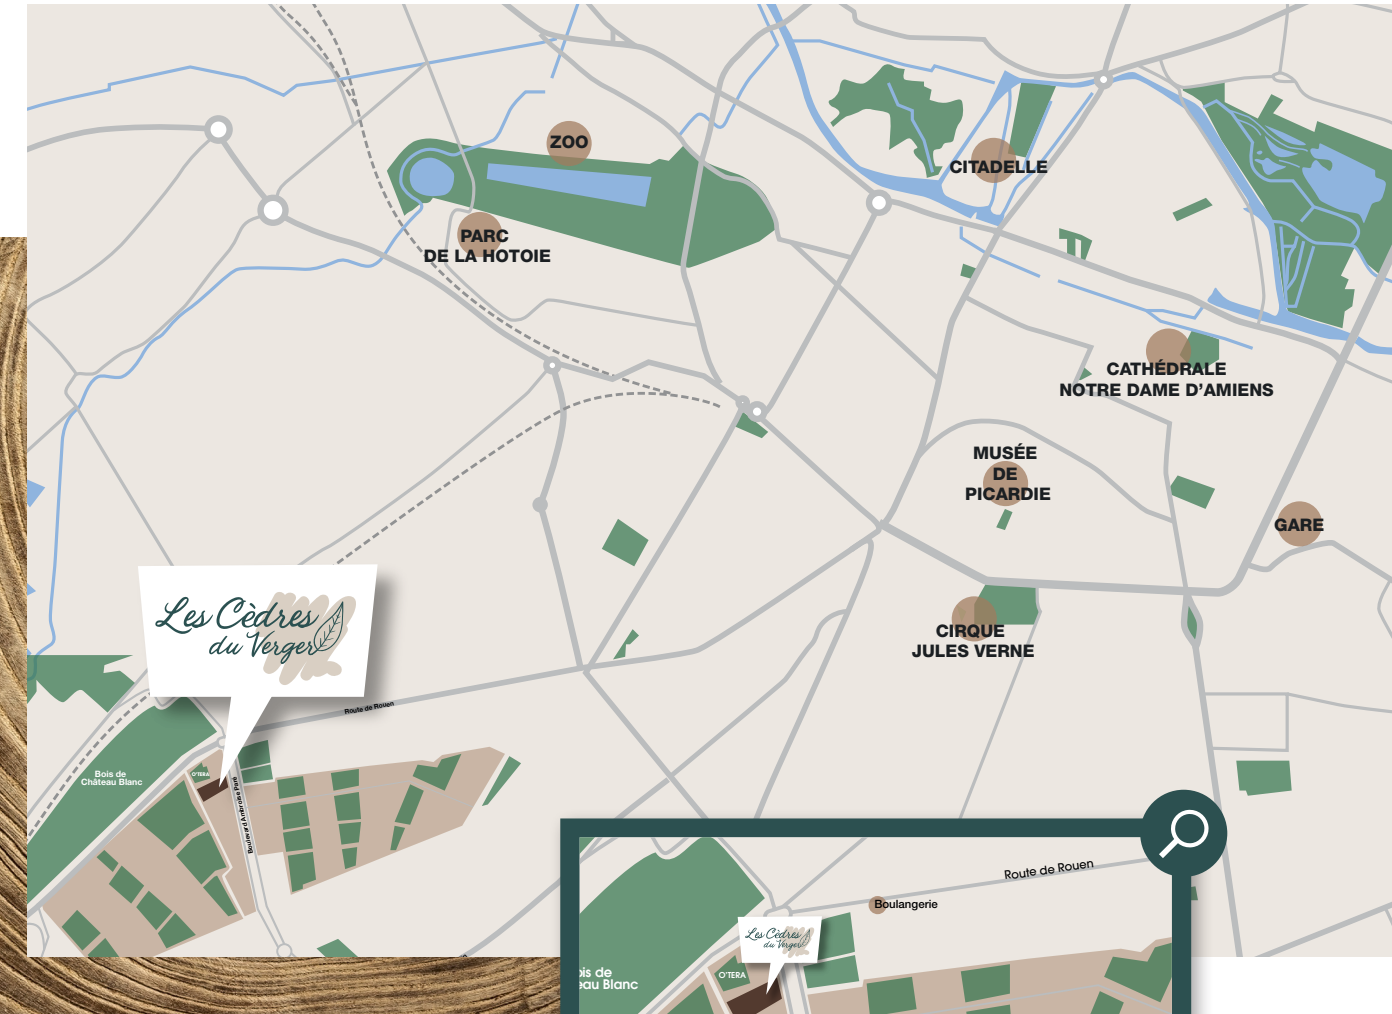 ZOO
CITADELLE
PARC
DE LA HOTOIE
CATHÉDRALE
NOTRE DAME D'AMIENS
MUSÉE
DE
PICARDIE
GARE
CIRQUE
JULES VERNE
Les Cèdres
du Verger
Route de Rouen
Bois de
Château Blanc
O'TERA
Boulevard Ambroise Paré
Route de Rouen
Boulangerie
Les Cèdres
du Verger
ois de
eau Blanc
O'TERA